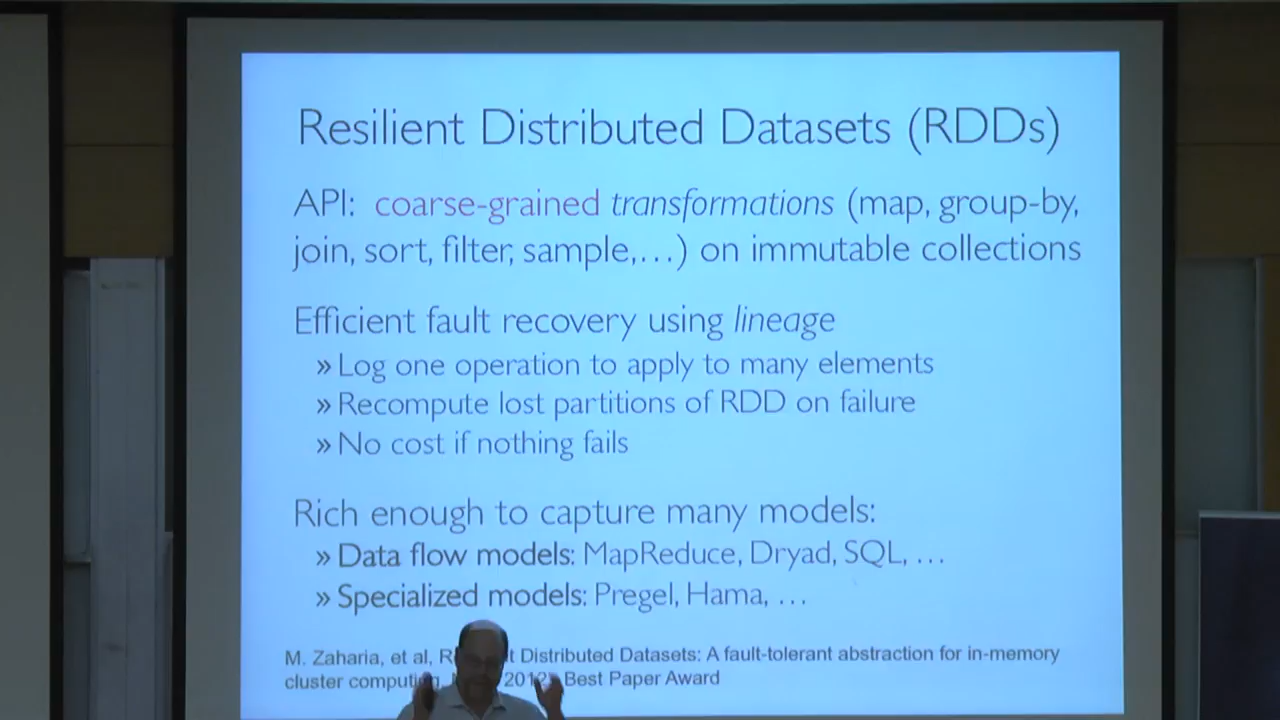 Resilient Distributed Datasets (RDDs)
API: coarse-grained transformations (map, group-by,
join, sort, filter, sample,…) on immutable collections
Efficient fault recovery using lineage
» Log one operation to apply to many elements
» Recompute lost partitions of RDD on failure
» No cost if nothing fails
Rich enough to capture many models:
» Data flow models: MapReduce, Dryad, SQL, …
» Specialized models: Pregel, Hama, …
M. Zaharia, et al, Distributed Datasets: A fault-tolerant abstraction for in-memory
cluster 2012, Best Paper Award